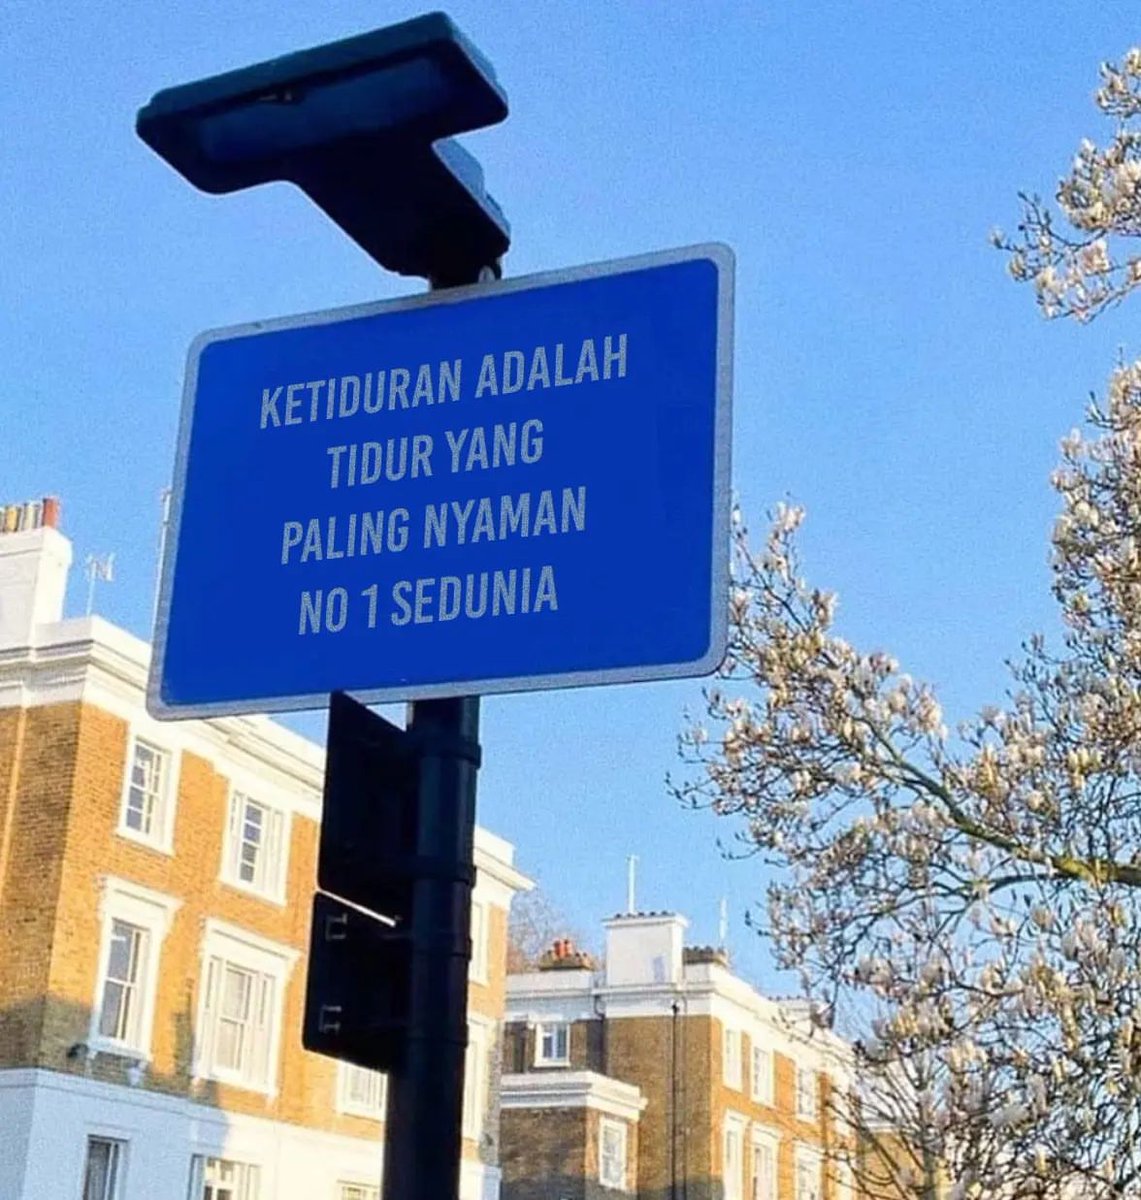 KETIDURAN ADALAH
TIDUR YANG
PALING NYAMAN
NO 1 SEDUNIA